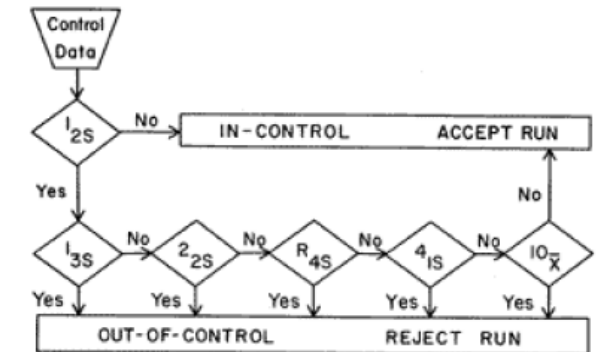 Control
Data
1 2S
No
IN-CONTROL ACCEPT RUN
Yes
No
1 3S
No
2 2S
No
R 4S
No
4 1S
No
10 x̅
Yes
Yes
Yes
Yes
Yes
OUT-OF-CONTROL REJECT RUN